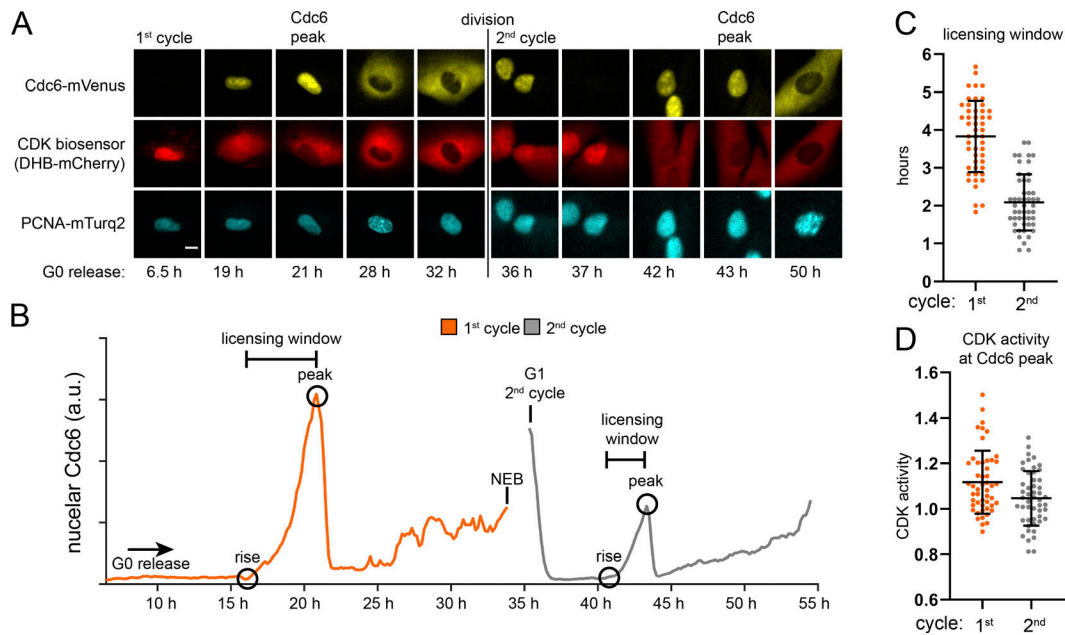 A
1st cycle
Cdc6
peak
division
2nd cycle
Cdc6
peak
Cdc6-mVenus
CDK biosensor
(DHB-mCherry)
PCNA-mTurq2
G0 release: 6.5 h 19 h 21 h 28 h 32 h 36 h 37 h 42 h 43 h 50 h
B
1st cycle 2nd cycle
licensing window
peak
G1
2nd cycle
licensing
window
peak
NEB
nucelar Cdc6 (a.u.)
G0 release
rise
rise
10 h 15 h 20 h 25 h 30 h 35 h 40 h 45 h 50 h 55 h
C
licensing window
hours
6
5
4
3
2
1
0
cycle: 1st 2nd
D
CDK activity
at Cdc6 peak
CDK activity
1.6
1.4
1.2
1.0
0.8
0.6
cycle: 1st 2nd